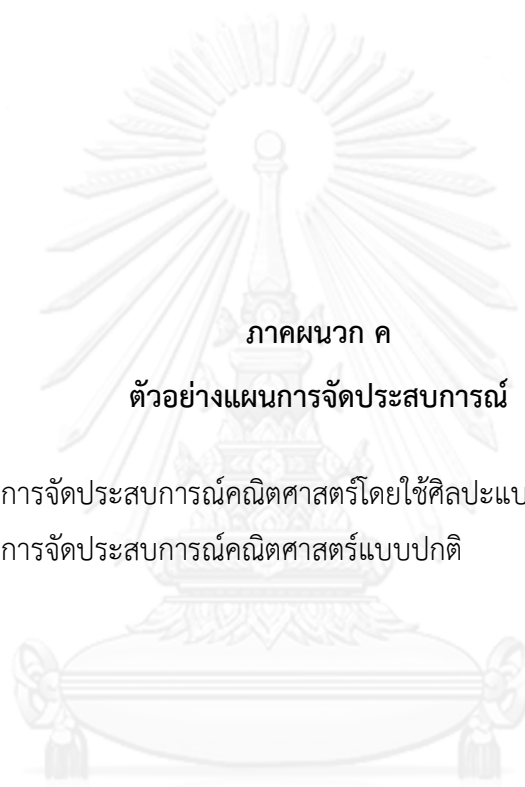 ภาคผนวก ค
ตัวอย่างแผนการจัดประสบการณ์
การจัดประสบการณ์คณิตศาสตร์โดยใช้ศิลปะแบ
การจัดประสบการณ์คณิตศาสตร์แบบปกติ